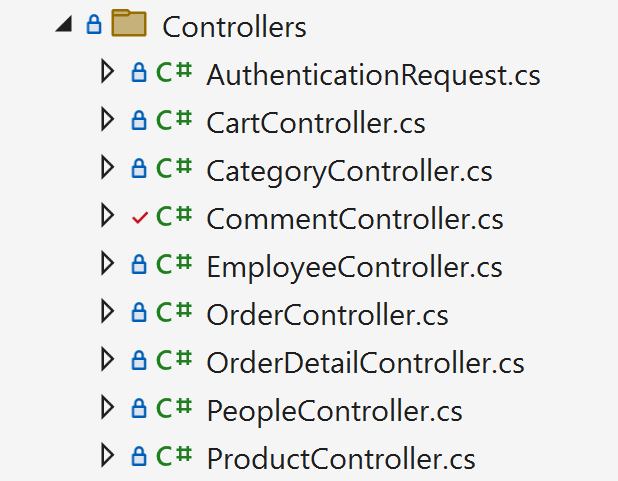 Controllers
C# AuthenticationRequest.cs
C# CartController.cs
C# CategoryController.cs
C# CommentController.cs
C# EmployeeController.cs
C# OrderController.cs
C# OrderDetailController.cs
C# PeopleController.cs
C# ProductController.cs